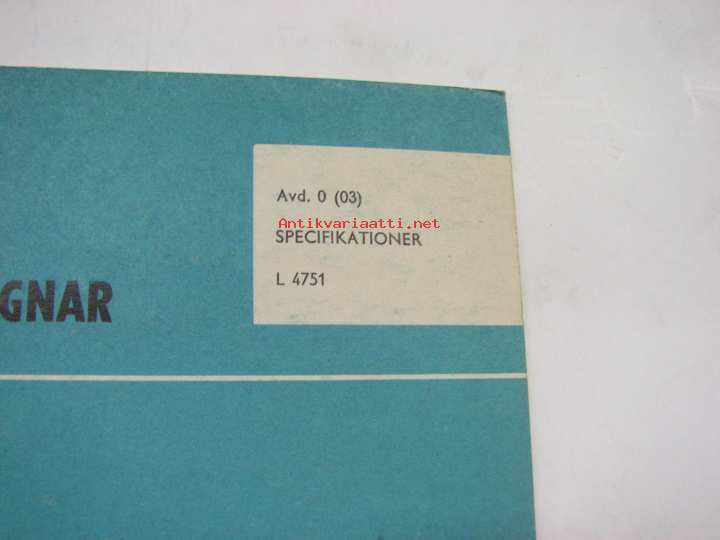 Avd. 0 (03)
Antikvariaatti.net
SPECIFIKATIONER
L 4751
GNAR